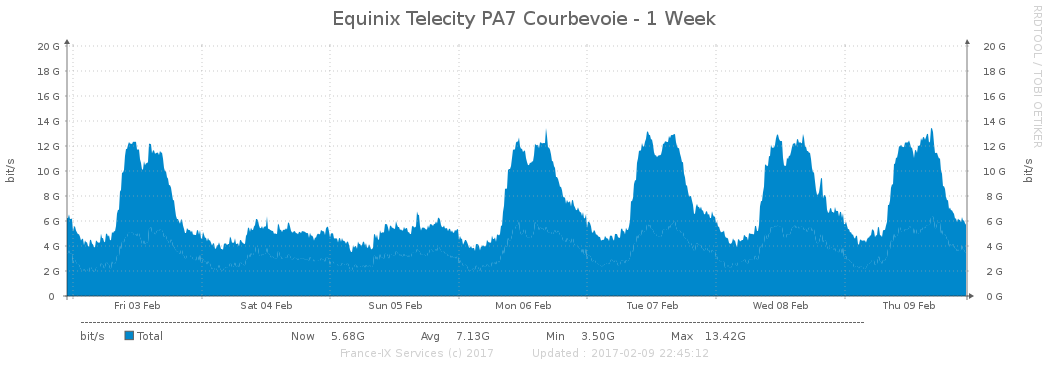 Equinix Telecity PA7 Courbevoie - 1 Week
RRDTOOL / TOBI OETIKER
bit/s
20 G 20 G
18 G 18 G
16 G 16 G
14 G 14 G
12 G 12 G
10 G 10 G
8 G 8 G
6 G 6 G
4 G 4 G
2 G 2 G
0 0 G
bit/s
Fri 03 Feb Sat 04 Feb Sun 05 Feb Mon 06 Feb Tue 07 Feb Wed 08 Feb Thu 09 Feb
bit/s Total Now 5.68G Avg 7.13G Min 3.50G Max 13.42G
France-IX Services (c) 2017 Updated : 2017-02-09 22:45:12